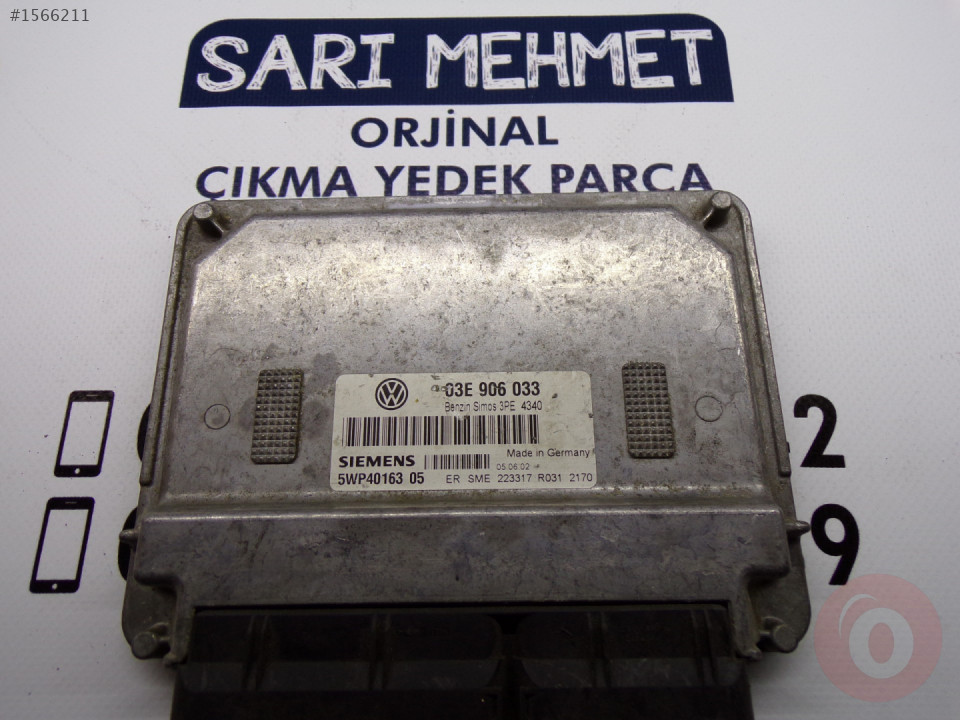 #1566211
SARI MEHMET
ORJİNAL
ÇIKMA YEDEK PARÇA
03E 906 033
Benzin Simos 3PE 4340
Made in Germany
SIEMENS 05.06.02
5WP40163 05 ER SME 223317 R031 2170
2
9